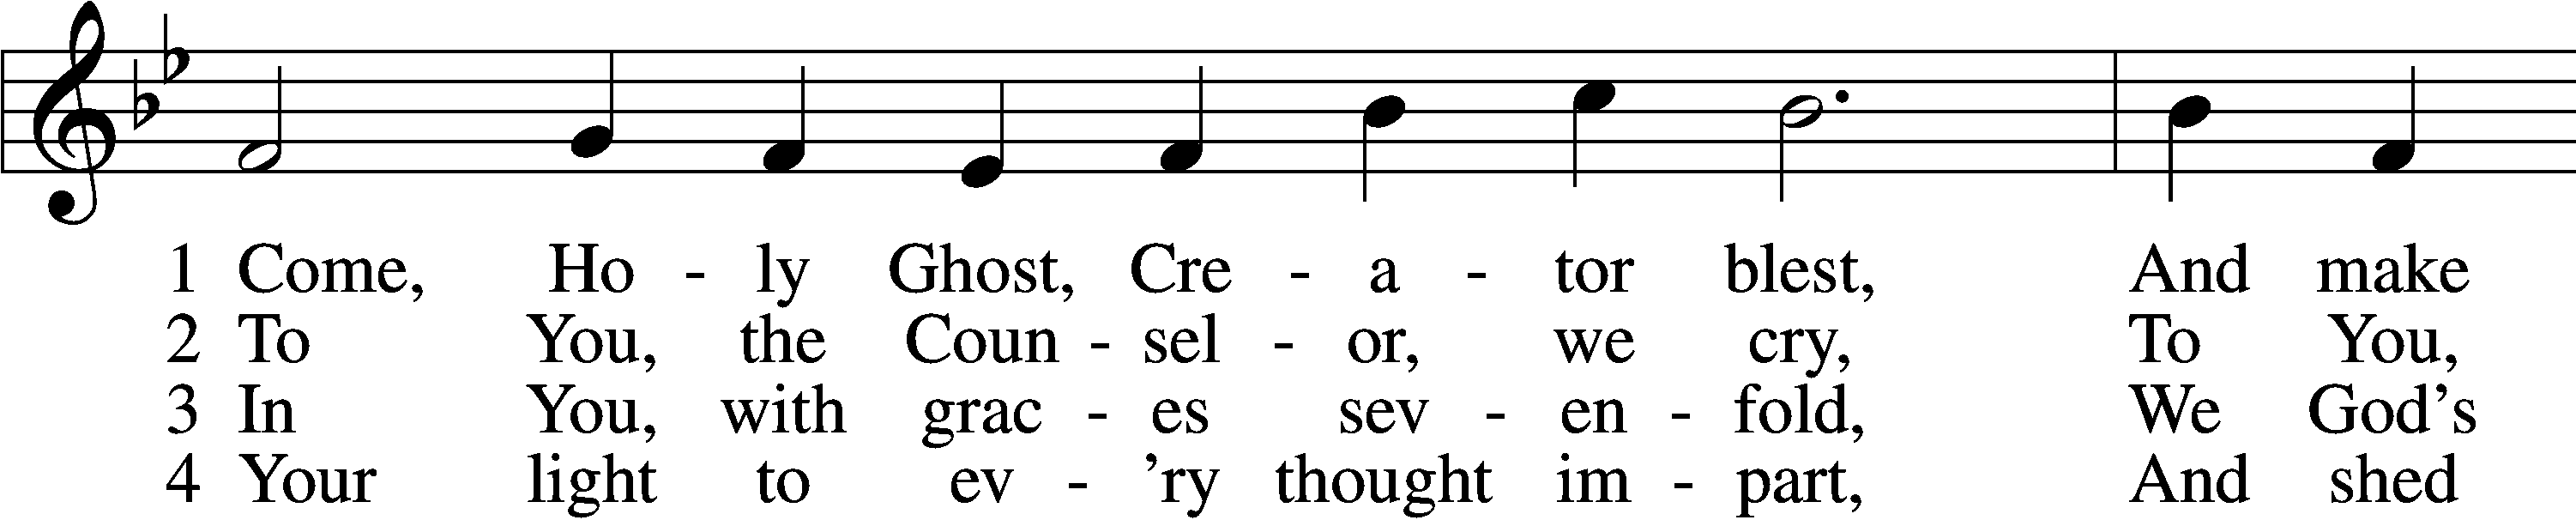 1 Come, Ho - ly Ghost, Cre - a - tor blest, And make
2 To You, the Coun - sel - or, we cry, To You,
3 In You, with grac - es sev - en - fold, We God's
4 Your light to ev - 'ry thought im - part, And shed